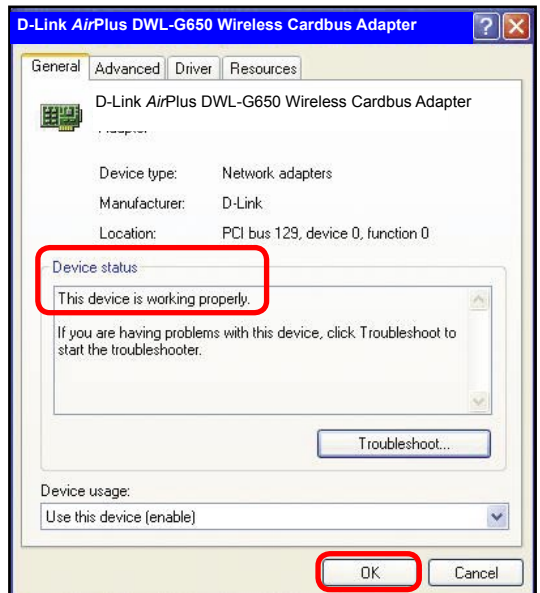 D-Link AirPlus DWL-G650 Wireless Cardbus Adapter
General Advanced Driver Resources
D-Link AirPlus DWL-G650 Wireless Cardbus Adapter
Device type: Network adapters
Manufacturer: D-Link
Location: PCI bus 129, device 0, function 0
Device status
This device is working properly.
If you are having problems with this device, click Troubleshoot to
start the troubleshooter.
Troubleshoot...
Device usage:
Use this device (enable)
OK Cancel